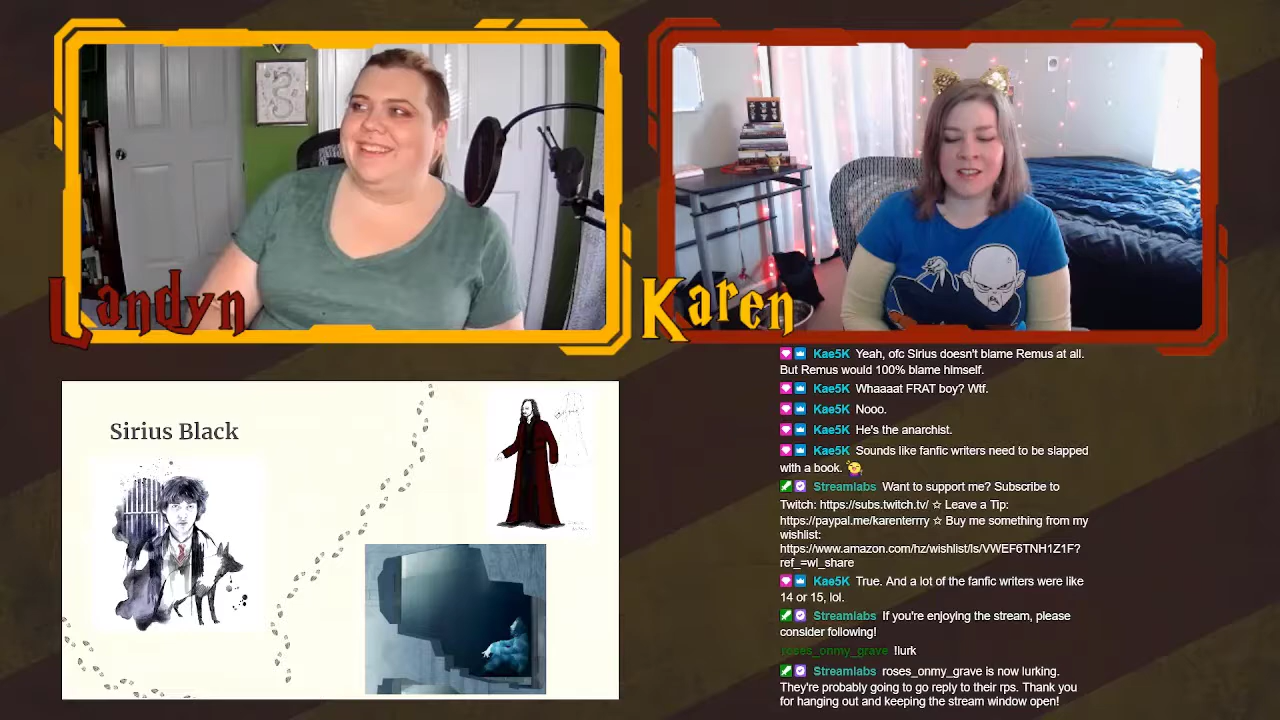 Landyn
Karen
Sirius Black
Kae5K Yeah, ofc SIrius doesn't blame Remus at all.
But Remus would 100% blame himself.
Kae5K Whaaaat FRAT boy? Wtf.
Kae5K Nooo.
Kae5K He's the anarchist.
Kae5K Sounds like fanfic writers need to be slapped
with a book.
Streamlabs Want to support me? Subscribe to
Twitch: https://subs.twitch.tv/ ☆ Leave a Tip:
https://paypal.me/karenterrry ☆ Buy me something from my
wishlist:
https://www.amazon.com/hz/wishlist/ls/VWEF6TNH1Z1F?
ref_=wl_share
Kae5K True. And a lot of the fanfic writers were like
14 or 15, lol.
Streamlabs If you're enjoying the stream, please
consider following!
roses_onmy_grave !lurk
Streamlabs roses_onmy_grave is now lurking.
They're probably going to go reply to their rps. Thank you
for hanging out and keeping the stream window open!